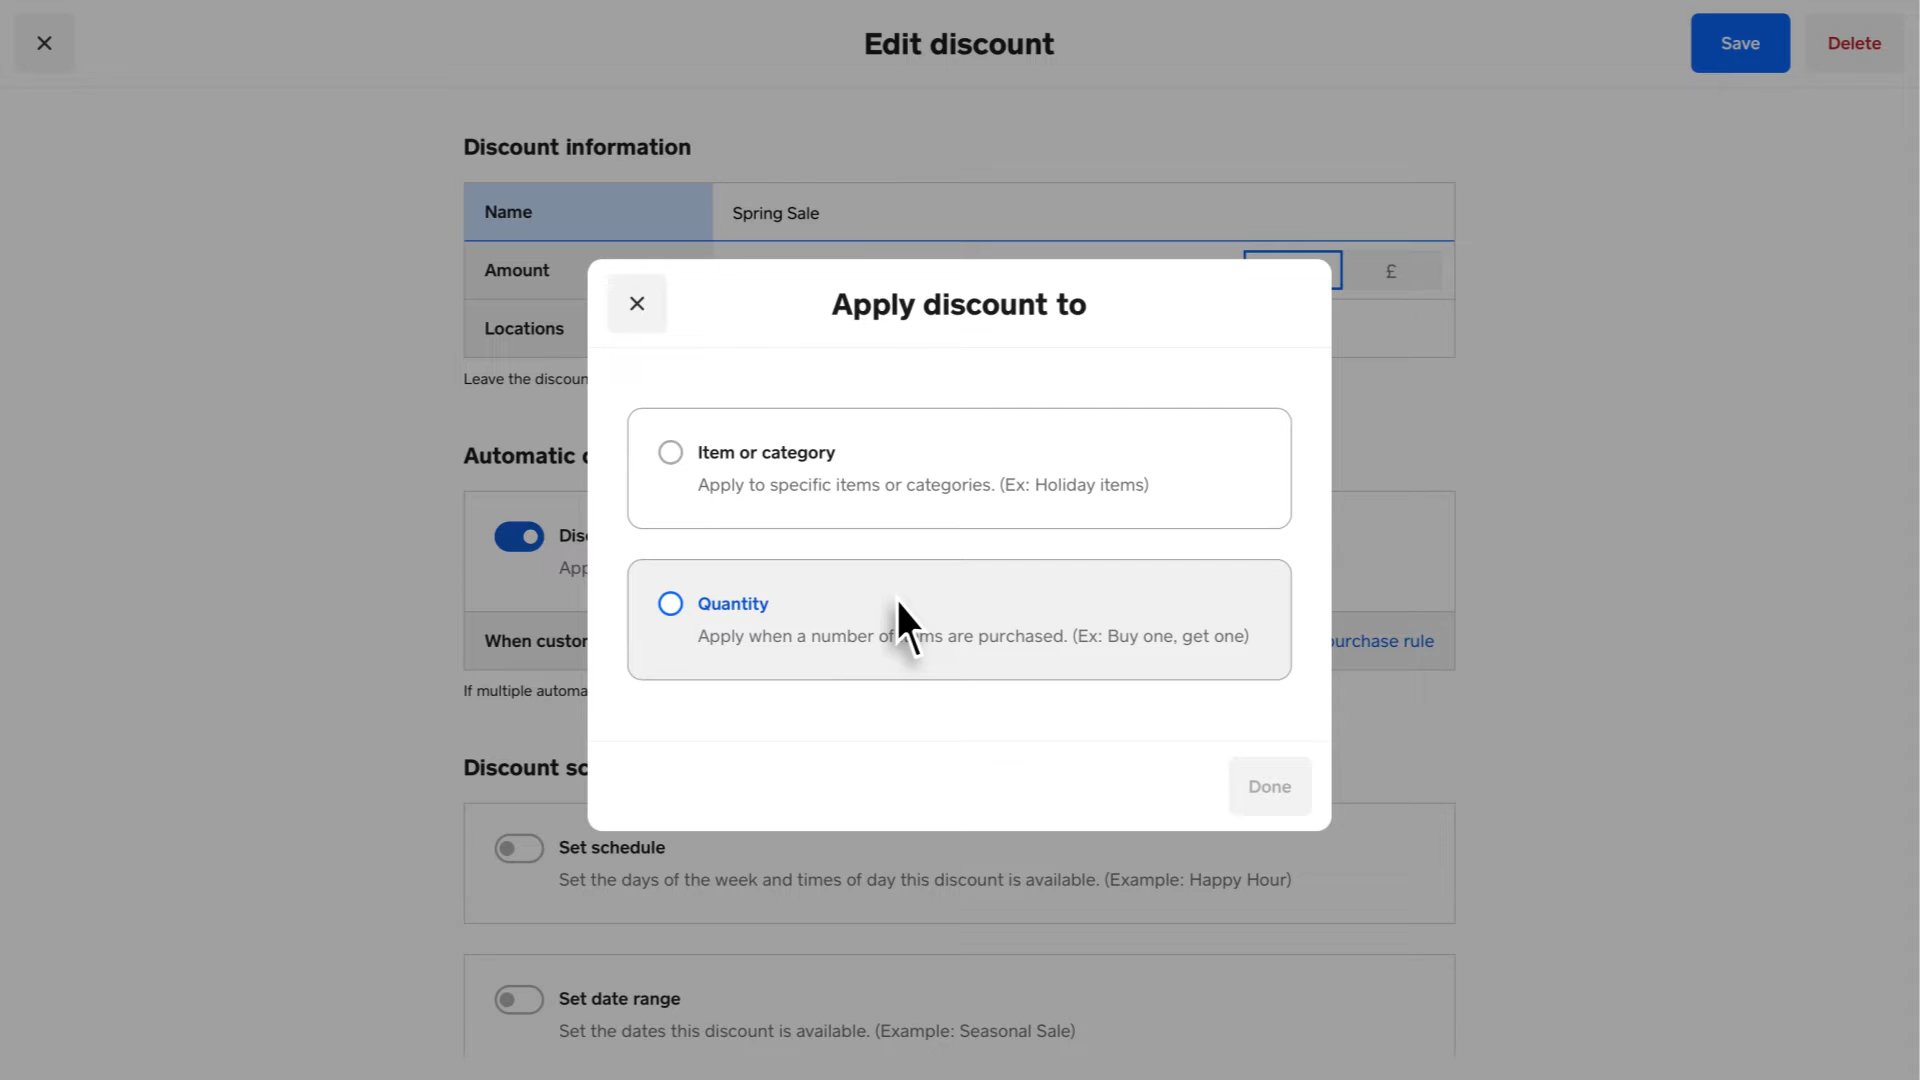 Edit discount
Save
Delete
Discount information
Name
Spring Sale
Amount
£
Locations
Leave the discoun
Apply discount to
Item or category
Apply to specific items or categories. (Ex: Holiday items)
Quantity
Apply when a number of ms are purchased. (Ex: Buy one, get one)
Done
Automatic
Disc
App
When custor
urchase rule
If multiple automa
Discount sc
Set schedule
Set the days of the week and times of day this discount is available. (Example: Happy Hour)
Set date range
Set the dates this discount is available. (Example: Seasonal Sale)